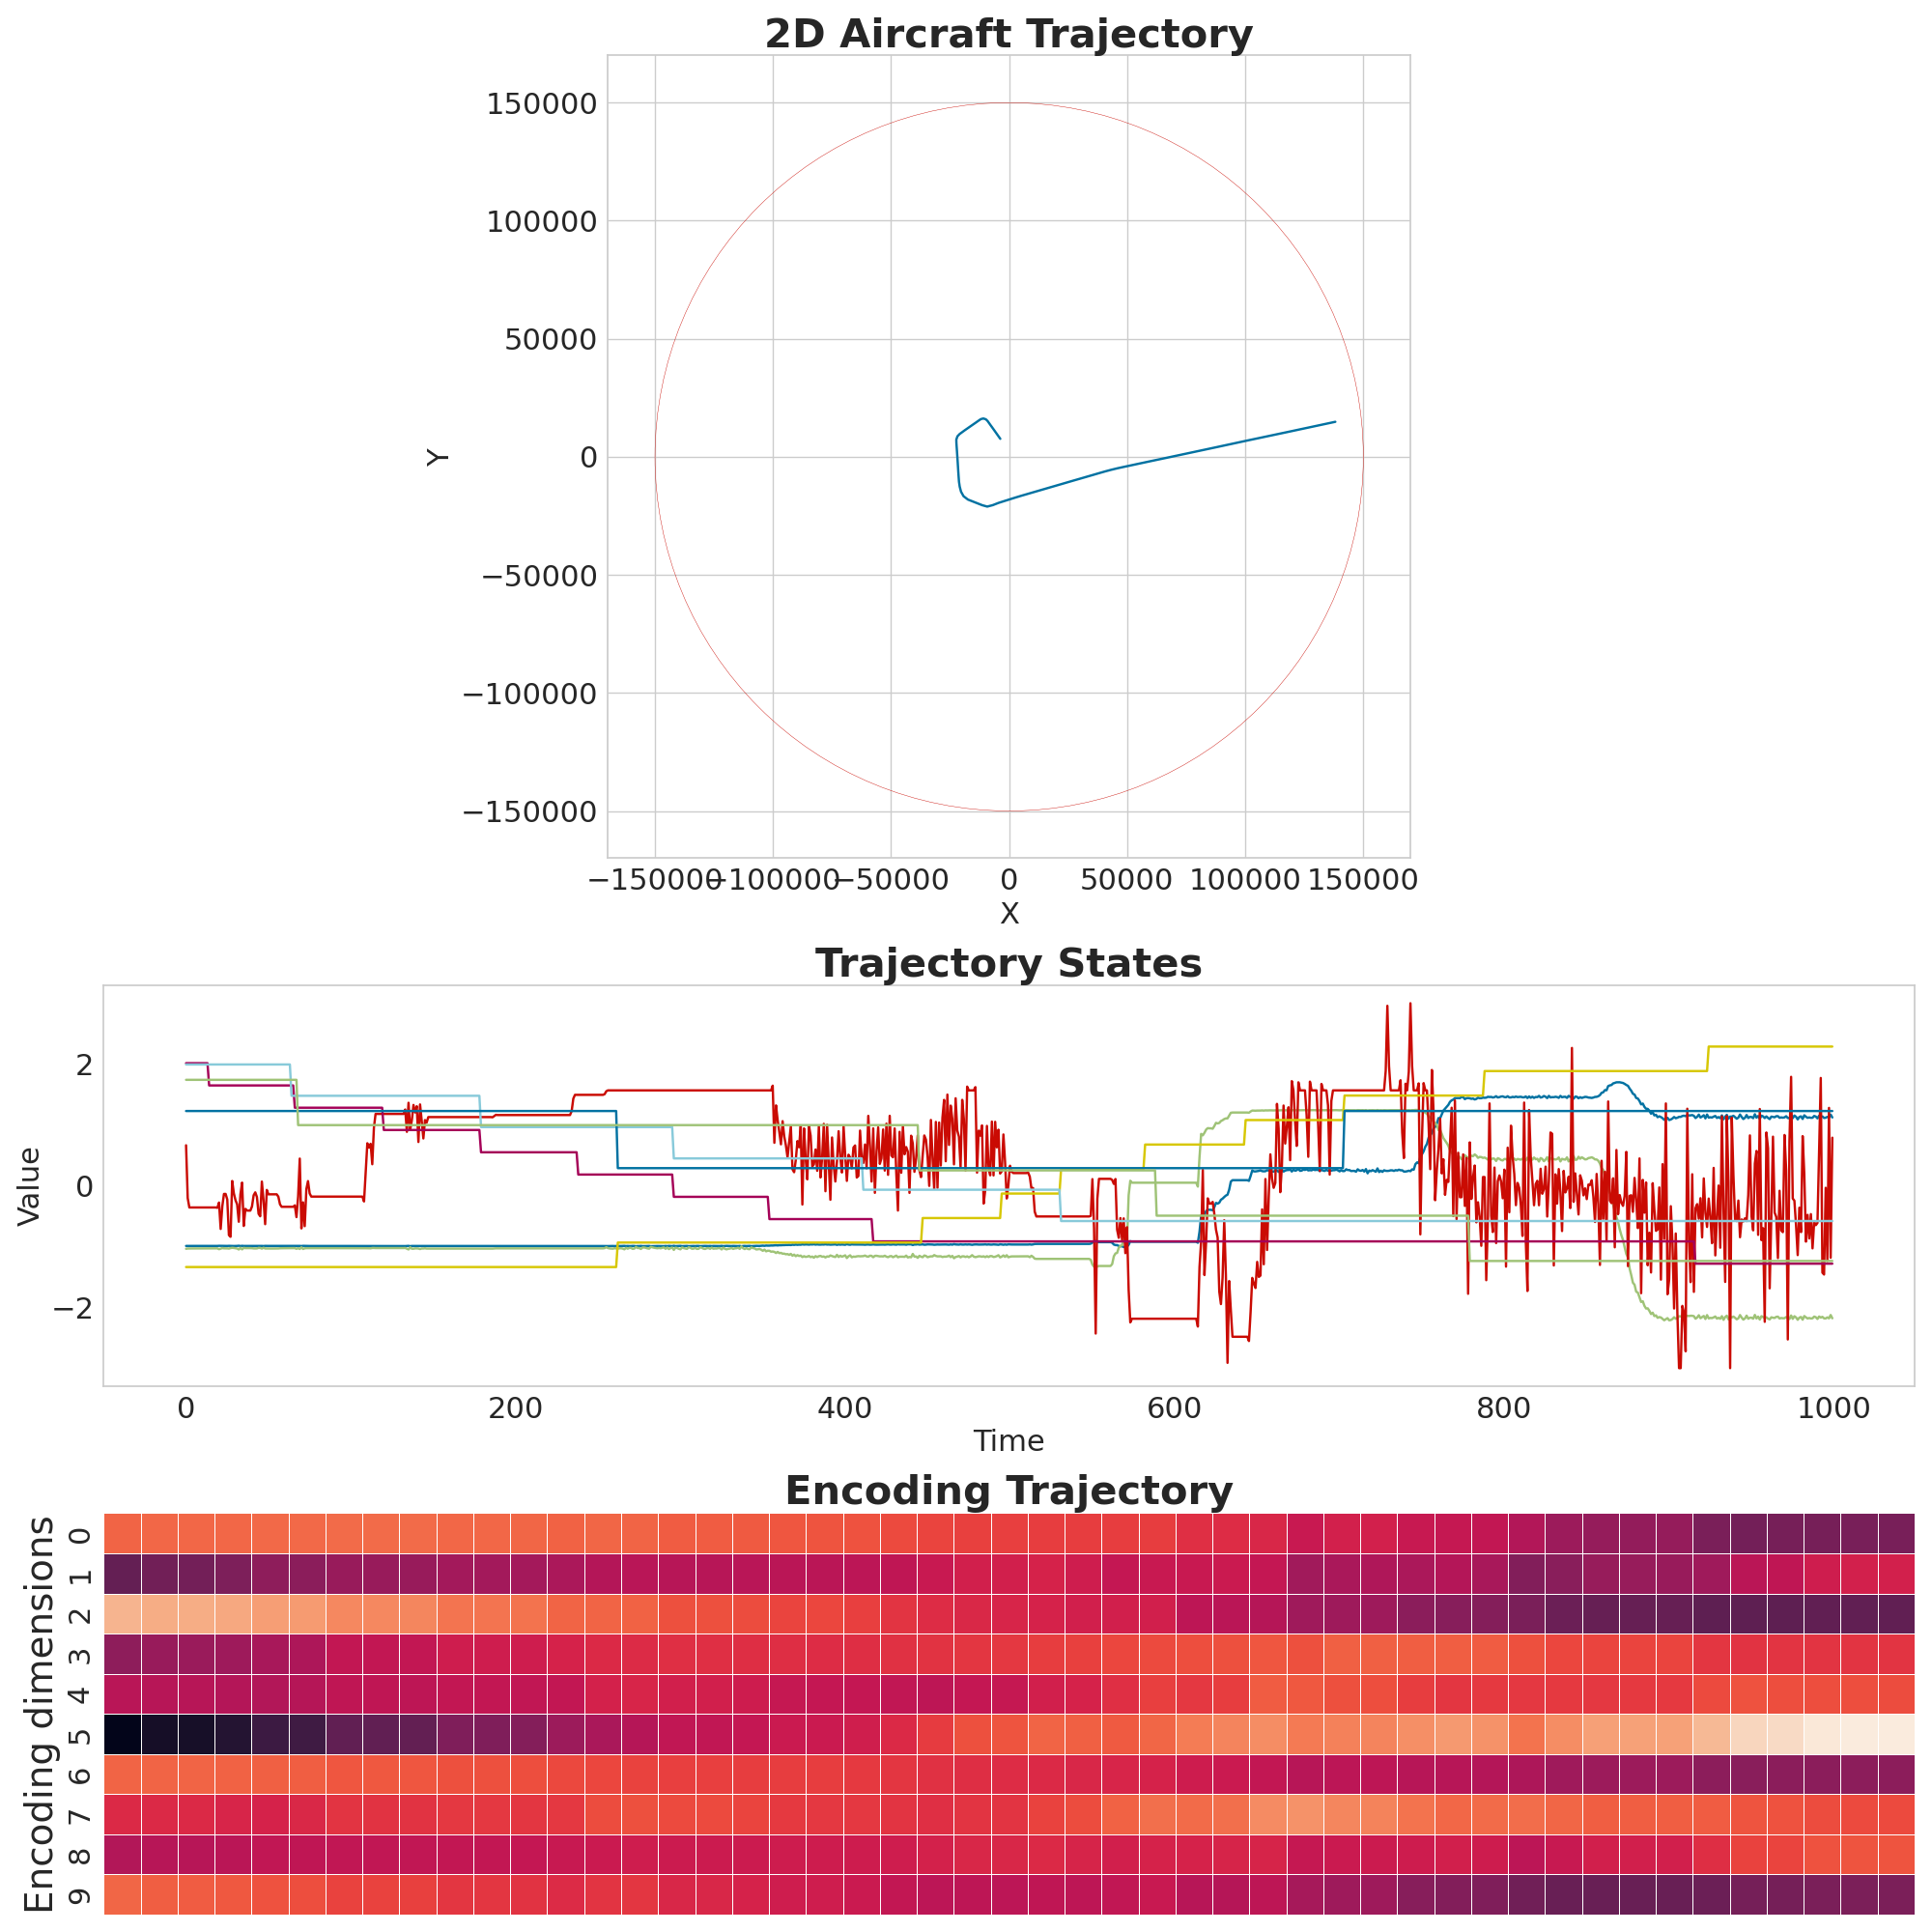 2D Aircraft Trajectory
150000
100000
50000
0
−50000
−100000
−150000
Y
−150000 −100000 −50000 0 50000 100000 150000
X
Trajectory States
2
0
−2
Value
0 200 400 600 800 1000
Time
Encoding Trajectory
Encoding dimensions
0
1
2
3
4
5
6
7
8
9